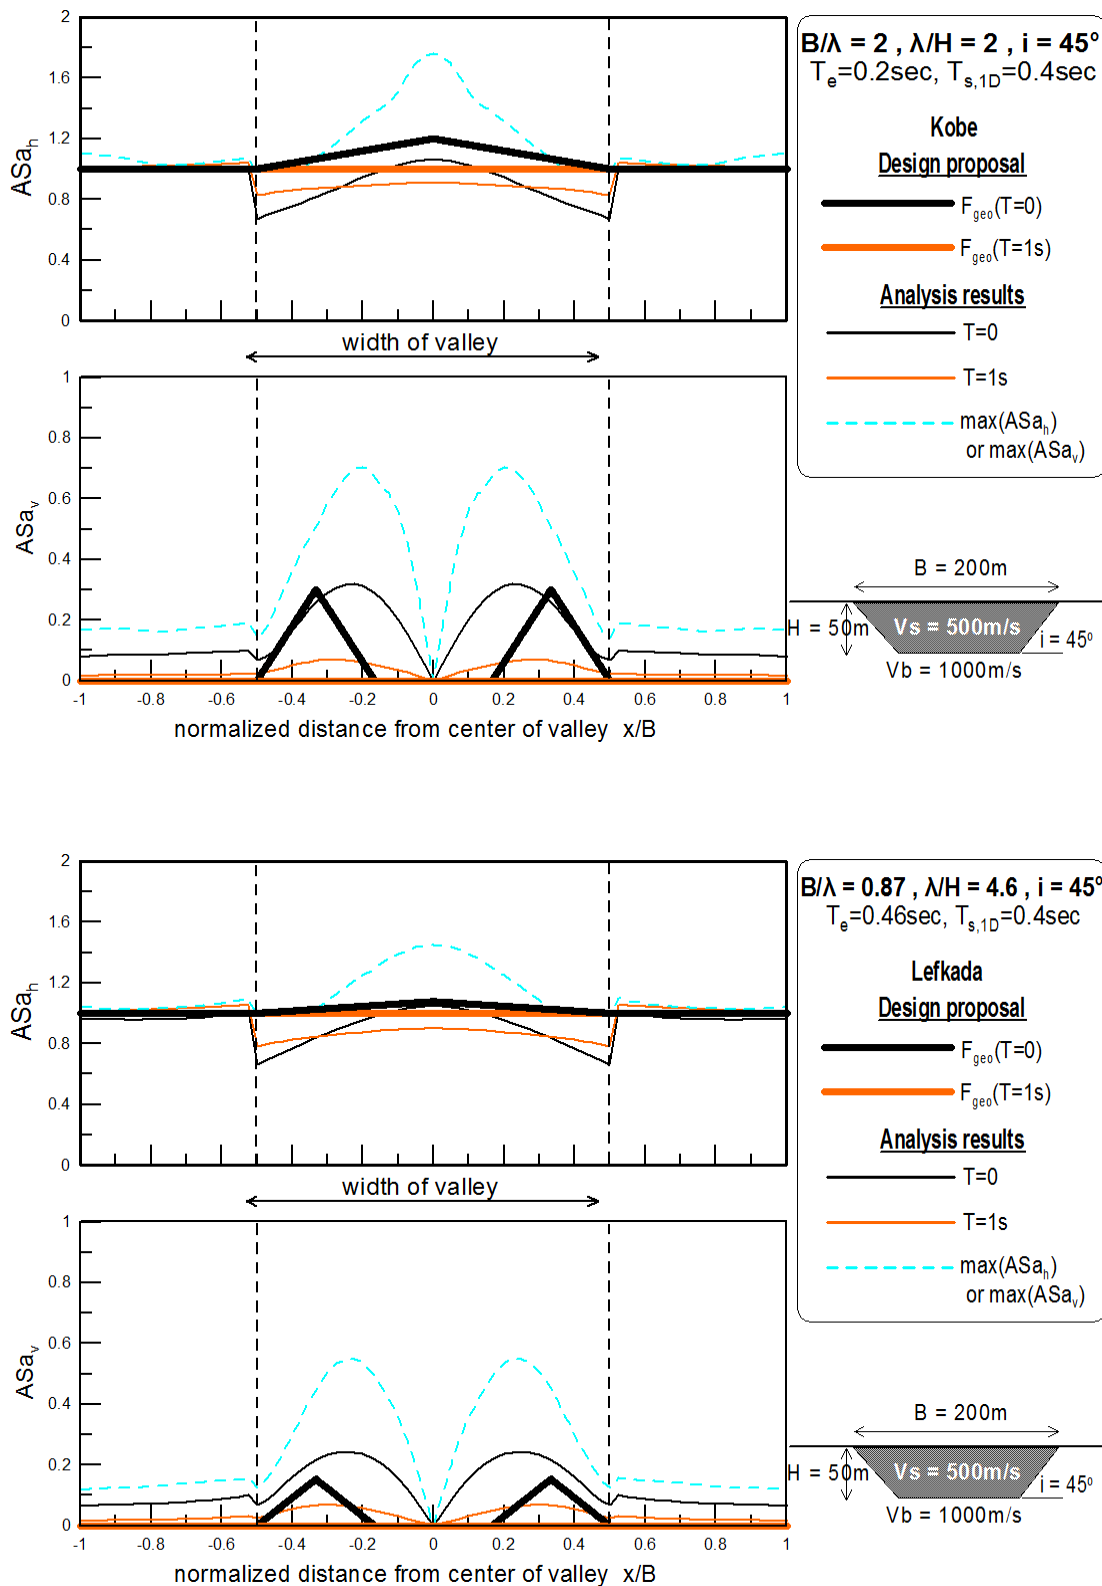 2
1.6
1.2
0.8
0.4
0
ASa_h
width of valley
1
0.8
0.6
0.4
0.2
0
ASa_v
-1 -0.8 -0.6 -0.4 -0.2 0 0.2 0.4 0.6 0.8 1
normalized distance from center of valley x/B
B/λ = 2 , λ/H = 2 , i = 45º
T_e=0.2sec, T_s,1D=0.4sec
Kobe
Design proposal
F_geo(T=0)
F_geo(T=1s)
Analysis results
T=0
T=1s
max(ASa_h)
or max(ASa_v)
B = 200m
H = 50m
Vs = 500m/s
i = 45º
Vb = 1000m/s
2
1.6
1.2
0.8
0.4
0
ASa_h
width of valley
1
0.8
0.6
0.4
0.2
0
ASa_v
-1 -0.8 -0.6 -0.4 -0.2 0 0.2 0.4 0.6 0.8 1
normalized distance from center of valley x/B
B/λ = 0.87 , λ/H = 4.6 , i = 45º
T_e=0.46sec, T_s,1D=0.4sec
Lefkada
Design proposal
F_geo(T=0)
F_geo(T=1s)
Analysis results
T=0
T=1s
max(ASa_h)
or max(ASa_v)
B = 200m
H = 50m
Vs = 500m/s
i = 45º
Vb = 1000m/s